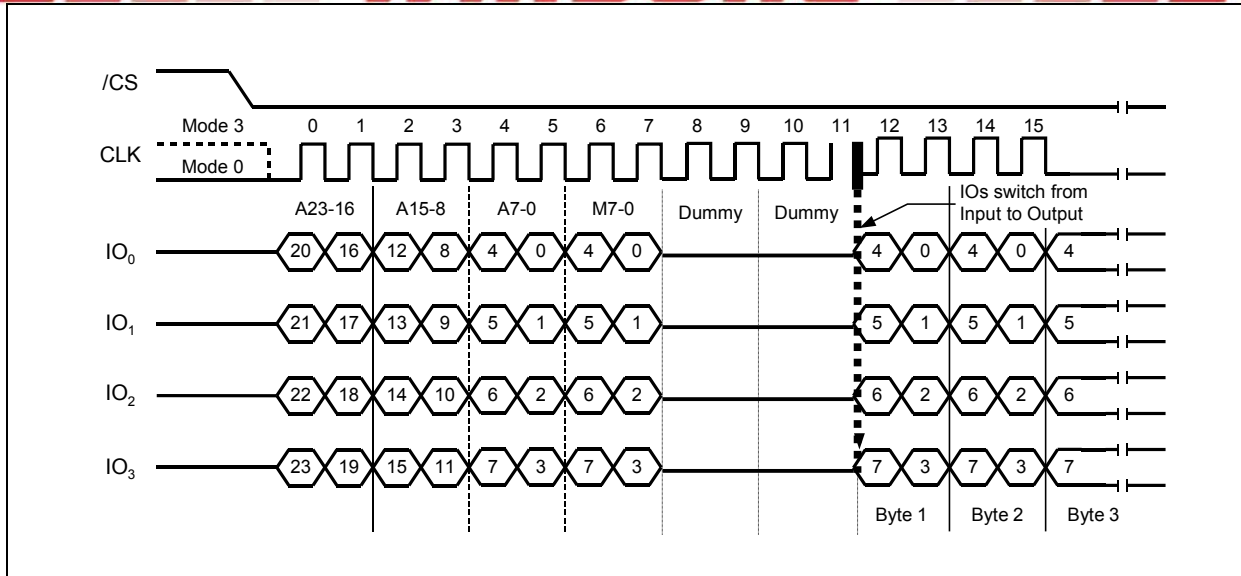 /CS
Mode 3 0 1 2 3 4 5 6 7 8 9 10 11 12 13 14 15
CLK
Mode 0
IOs switch from
Input to Output
A23-16 A15-8 A7-0 M7-0 Dummy Dummy
IO0 20 16 12 8 4 0 4 0 4 0 4 0 4
IO1 21 17 13 9 5 1 5 1 5 1 5 1 5
IO2 22 18 14 10 6 2 6 2 6 2 6 2 6
IO3 23 19 15 11 7 3 7 3 7 3 7 3 7
Byte 1 Byte 2 Byte 3